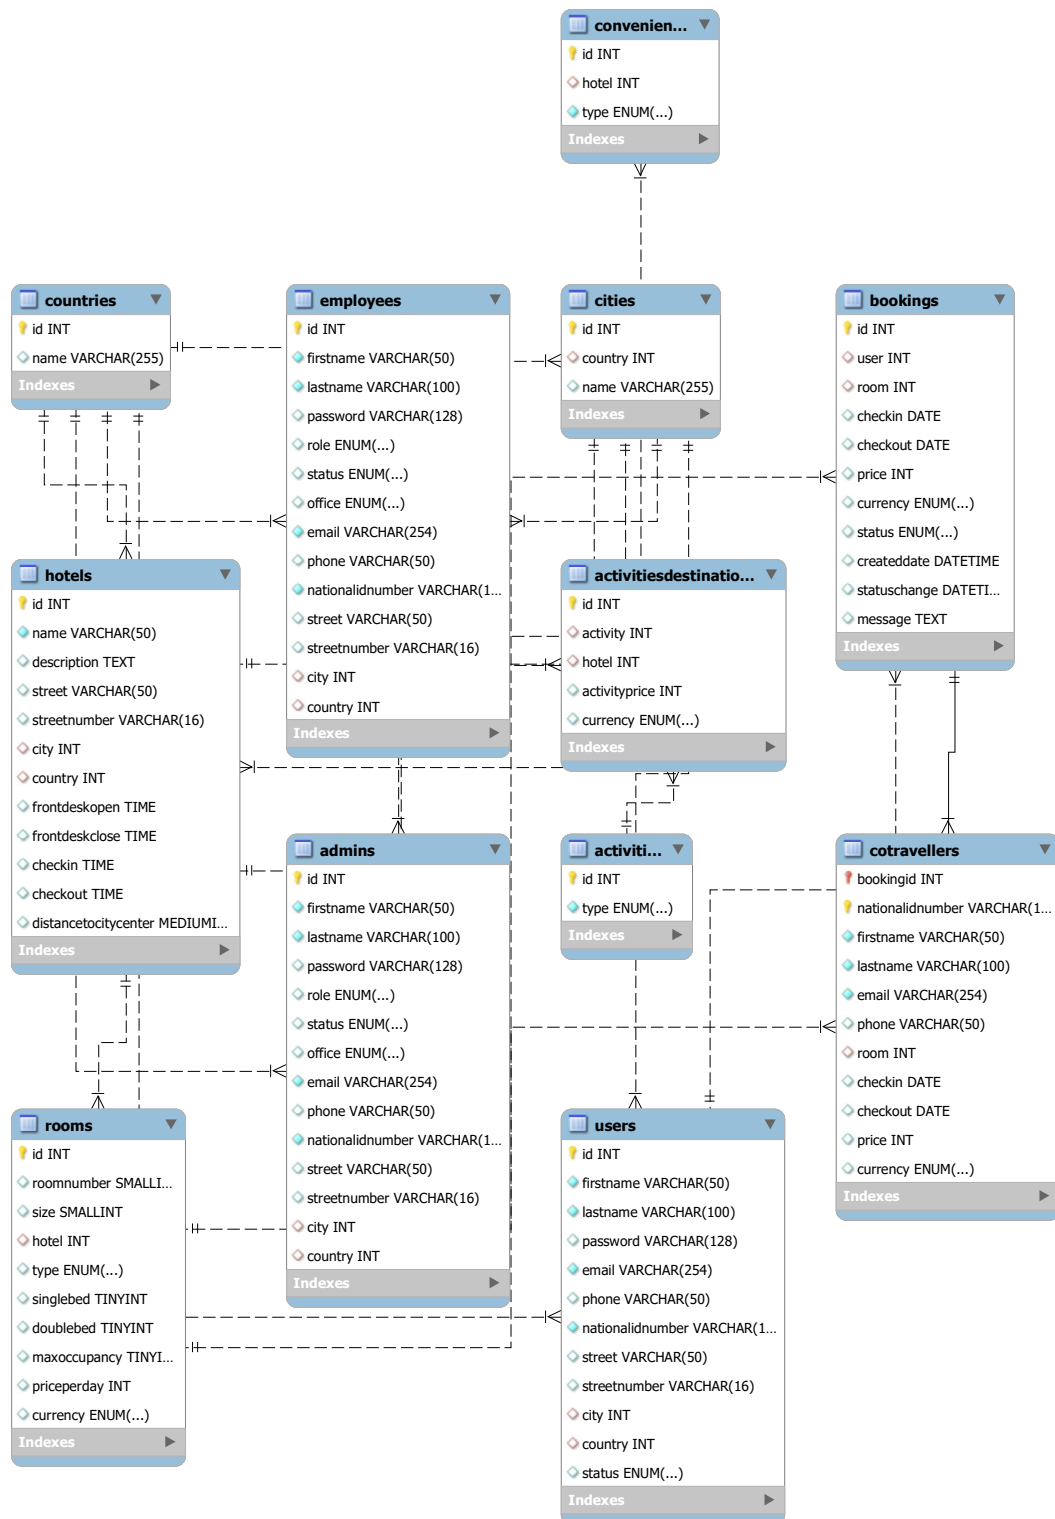 convenien...
id INT
hotel INT
type ENUM(...)
Indexes
countries
id INT
name VARCHAR(255)
Indexes
employees
id INT
firstname VARCHAR(50)
lastname VARCHAR(100)
password VARCHAR(128)
role ENUM(...)
status ENUM(...)
office ENUM(...)
email VARCHAR(254)
phone VARCHAR(50)
nationalidnumber VARCHAR(1...
street VARCHAR(50)
streetnumber VARCHAR(16)
city INT
country INT
Indexes
cities
id INT
country INT
name VARCHAR(255)
Indexes
bookings
id INT
user INT
room INT
checkin DATE
checkout DATE
price INT
currency ENUM(...)
status ENUM(...)
createddate DATETIME
statuschange DATETI...
message TEXT
Indexes
hotels
id INT
name VARCHAR(50)
description TEXT
street VARCHAR(50)
streetnumber VARCHAR(16)
city INT
country INT
frontdeskopen TIME
frontdeskclose TIME
checkin TIME
checkout TIME
distancetocitycenter MEDIUMI...
Indexes
activitiesdestinatio...
id INT
activity INT
hotel INT
activityprice INT
currency ENUM(...)
Indexes
admins
id INT
firstname VARCHAR(50)
lastname VARCHAR(100)
password VARCHAR(128)
role ENUM(...)
status ENUM(...)
office ENUM(...)
email VARCHAR(254)
phone VARCHAR(50)
nationalidnumber VARCHAR(1...
street VARCHAR(50)
streetnumber VARCHAR(16)
city INT
country INT
Indexes
activiti...
id INT
type ENUM(...)
Indexes
cotravellers
bookingid INT
nationalidnumber VARCHAR(1...
firstname VARCHAR(50)
lastname VARCHAR(100)
email VARCHAR(254)
phone VARCHAR(50)
room INT
checkin DATE
checkout DATE
price INT
currency ENUM(...)
Indexes
rooms
id INT
roomnumber SMALLI...
size SMALLINT
hotel INT
type ENUM(...)
singlebed TINYINT
doublebed TINYINT
maxoccupancy TINYI...
priceperday INT
currency ENUM(...)
Indexes
users
id INT
firstname VARCHAR(50)
lastname VARCHAR(100)
password VARCHAR(128)
email VARCHAR(254)
phone VARCHAR(50)
nationalidnumber VARCHAR(1...
street VARCHAR(50)
streetnumber VARCHAR(16)
city INT
country INT
status ENUM(...)
Indexes